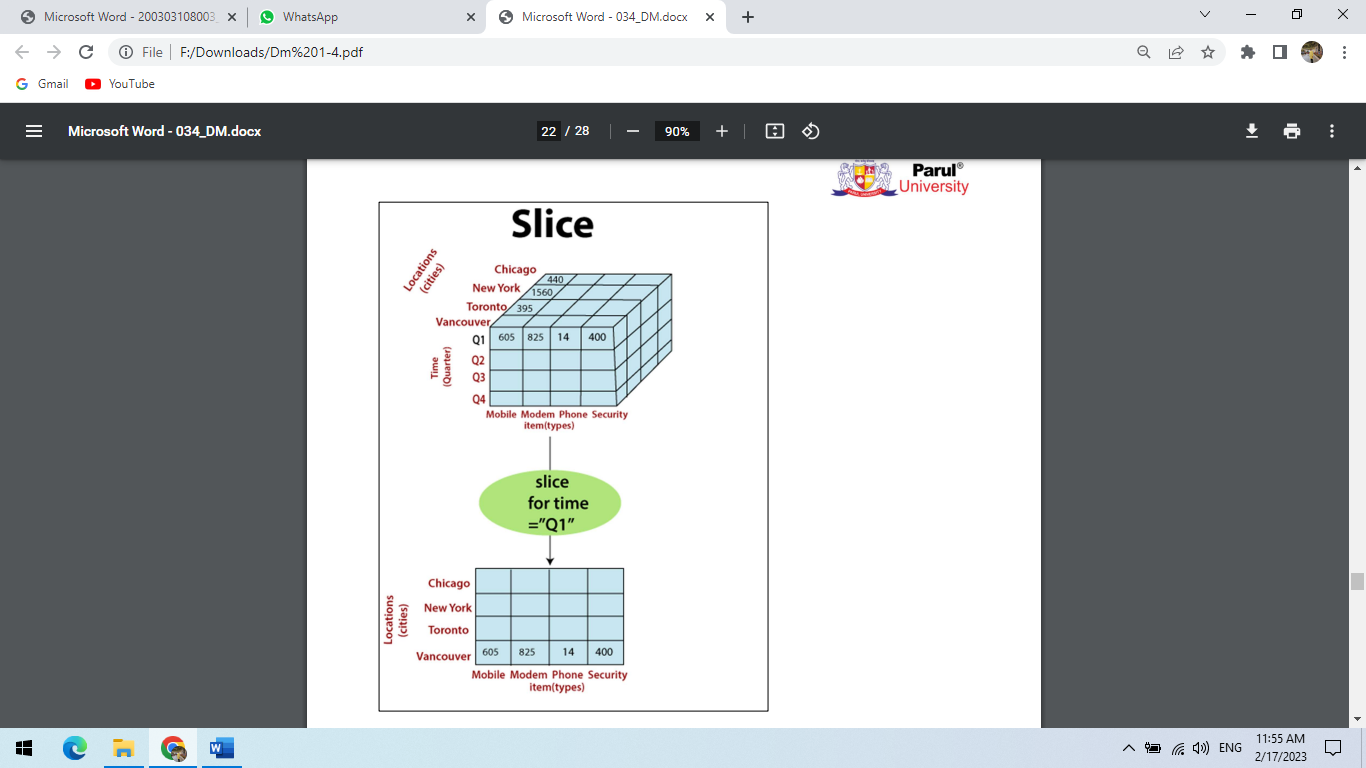 Microsoft Word - 200303108003_
WhatsApp
Microsoft Word - 034_DM.docx
File
F:/Downloads/Dm%201-4.pdf
Gmail
YouTube
Microsoft Word - 034_DM.docx
22 / 28
90%
Parul®
University
Slice
Locations
(cities)
Chicago
New York
Toronto
Vancouver
440
1560
395
Time
(Quarter)
Q1 605 825 14 400
Q2
Q3
Q4
Mobile Modem Phone Security
item(types)
slice
for time
="Q1"
Locations
(cities)
Chicago
New York
Toronto
Vancouver 605 825 14 400
Mobile Modem Phone Security
item(types)
ENG
11:55 AM
2/17/2023